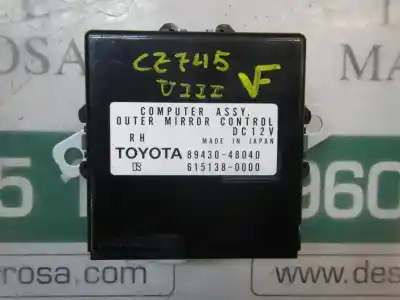 CZ745
VIII VF
COMPUTER ASSY,
OUTER MIRROR CONTROL
DC12V
RH MADE IN JAPAN
TOYOTA 89430-48040
615138-0000